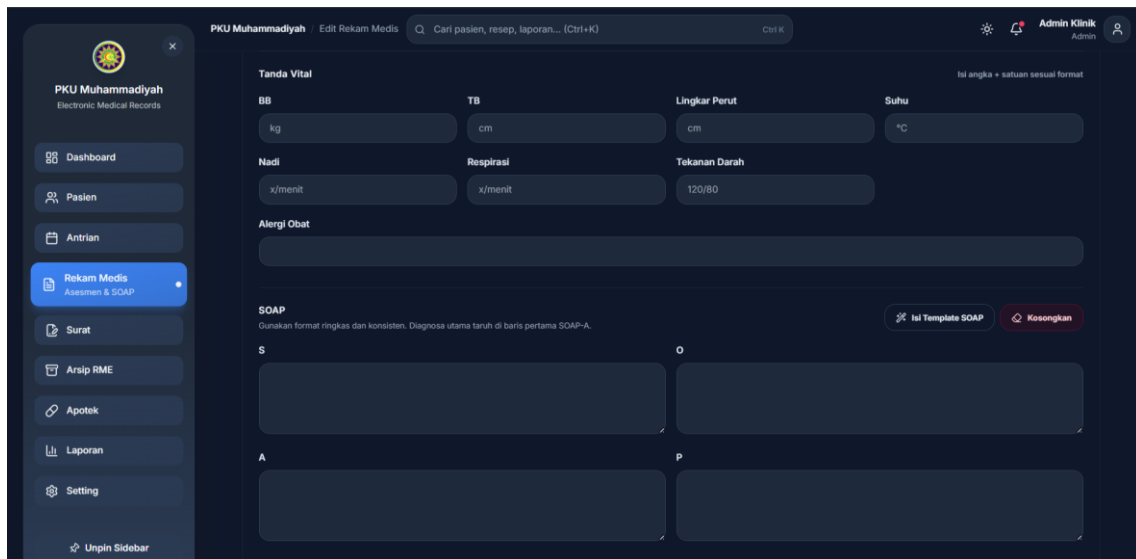 PKU Muhammadiyah / Edit Rekam Medis
Cari pasien, resep, laporan... (Ctrl+K)
Ctrl K
Admin Klinik
Admin
PKU Muhammadiyah
Electronic Medical Records
Dashboard
Pasien
Antrian
Rekam Medis
Asesmen & SOAP
Surat
Arsip RME
Apotek
Laporan
Setting
Unpin Sidebar
Tanda Vital
Isi angka + satuan sesuai format
BB
TB
Lingkar Perut
Suhu
kg
cm
cm
°C
Nadi
Respirasi
Tekanan Darah
x/menit
x/menit
120/80
Alergi Obat
SOAP
Gunakan format ringkas dan konsisten. Diagnosa utama taruh di baris pertama SOAP-A.
Isi Template SOAP
Kosongkan
S
O
A
P